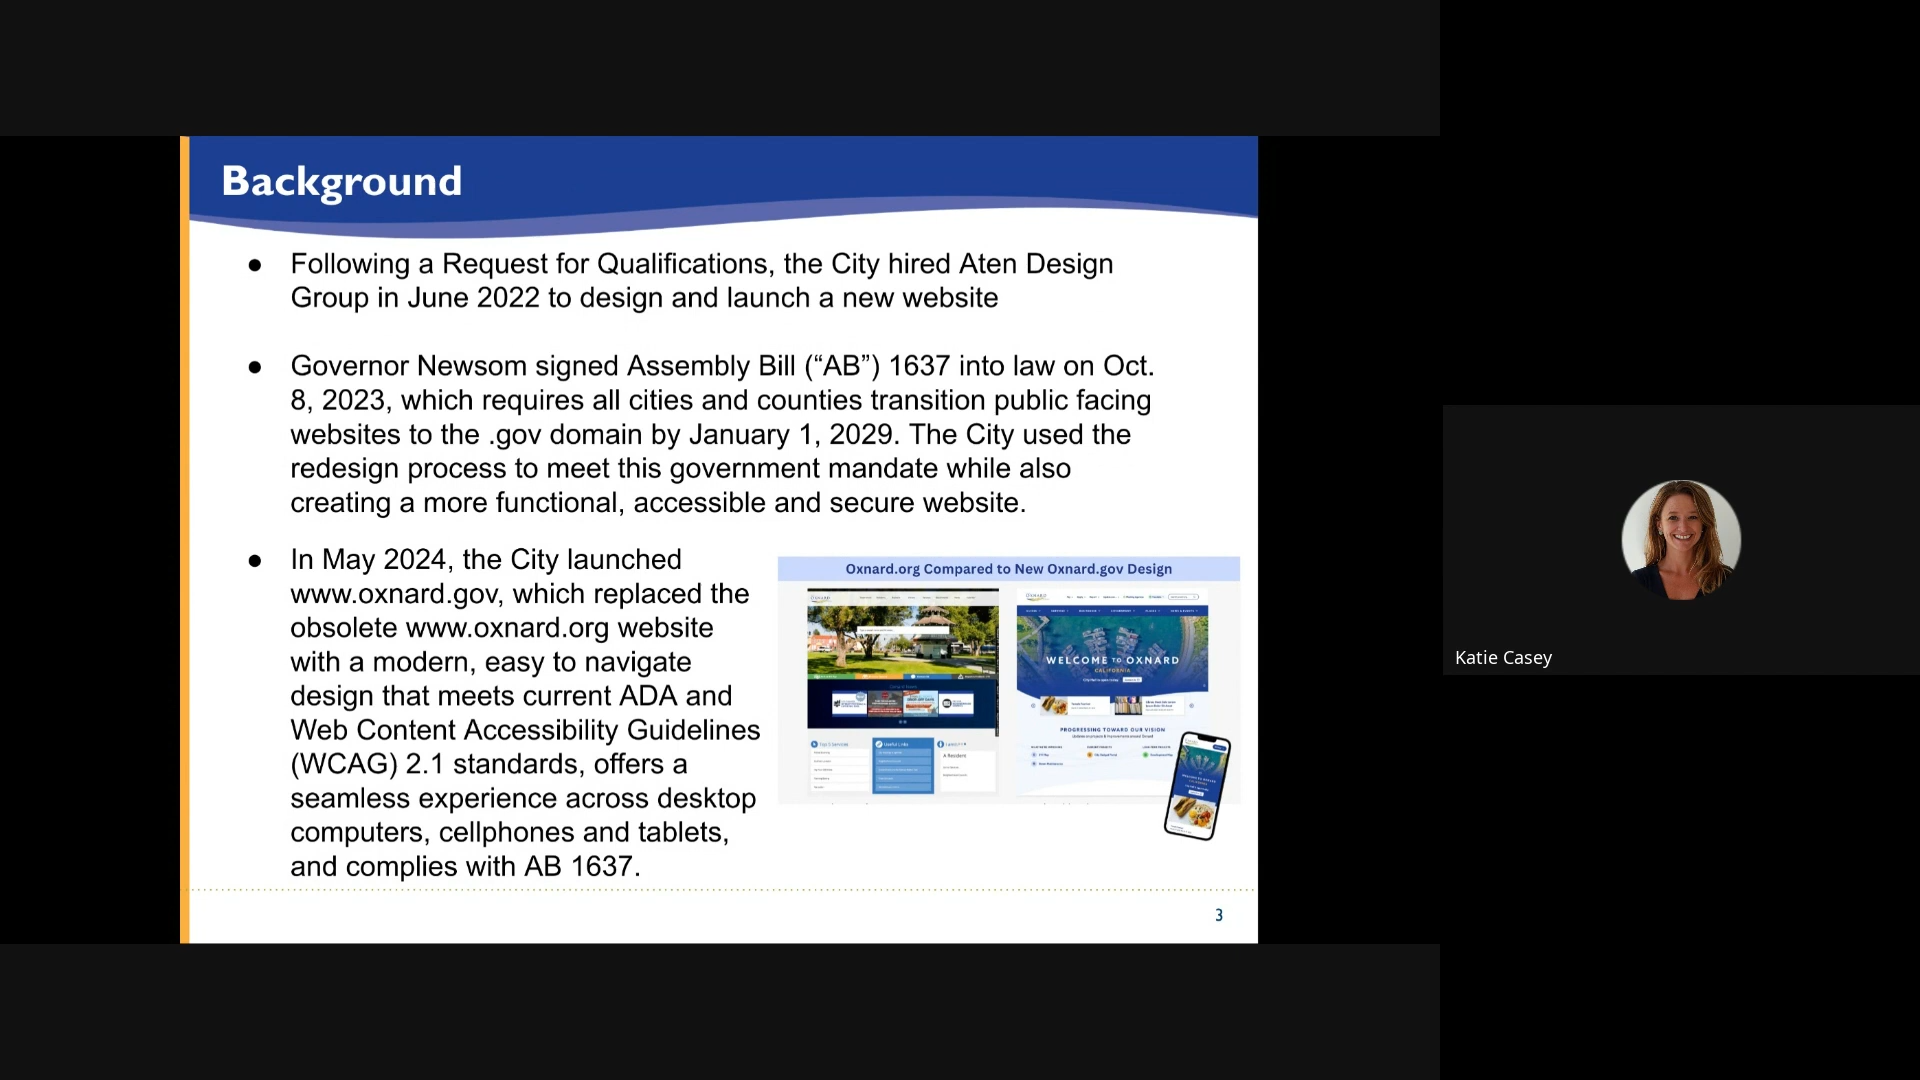 Background
● Following a Request for Qualifications, the City hired Aten Design
Group in June 2022 to design and launch a new website
● Governor Newsom signed Assembly Bill (“AB”) 1637 into law on Oct.
8, 2023, which requires all cities and counties transition public facing
websites to the .gov domain by January 1, 2029. The City used the
redesign process to meet this government mandate while also
creating a more functional, accessible and secure website.
● In May 2024, the City launched
www.oxnard.gov, which replaced the
obsolete www.oxnard.org website
with a modern, easy to navigate
design that meets current ADA and
Web Content Accessibility Guidelines
(WCAG) 2.1 standards, offers a
seamless experience across desktop
computers, cellphones and tablets,
and complies with AB 1637.
Oxnard.org Compared to New Oxnard.gov Design
OXNARD
Useful Links
A Resident
OXNARD
WELCOME TO OXNARD
CALIFORNIA
PROGRESSING TOWARD OUR VISION
3
Katie Casey